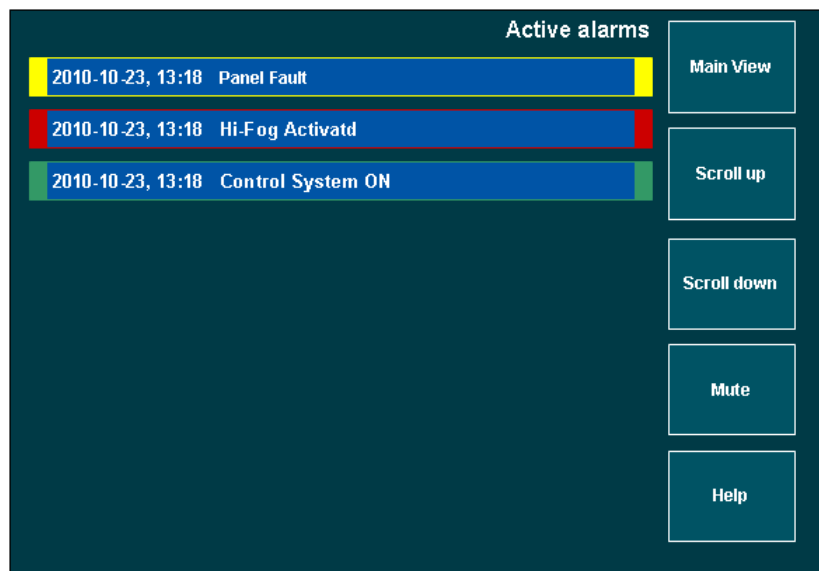 Active alarms
2010-10-23, 13:18 Panel Fault
2010-10-23, 13:18 Hi-Fog Activatd
2010-10-23, 13:18 Control System ON
Main View
Scroll up
Scroll down
Mute
Help